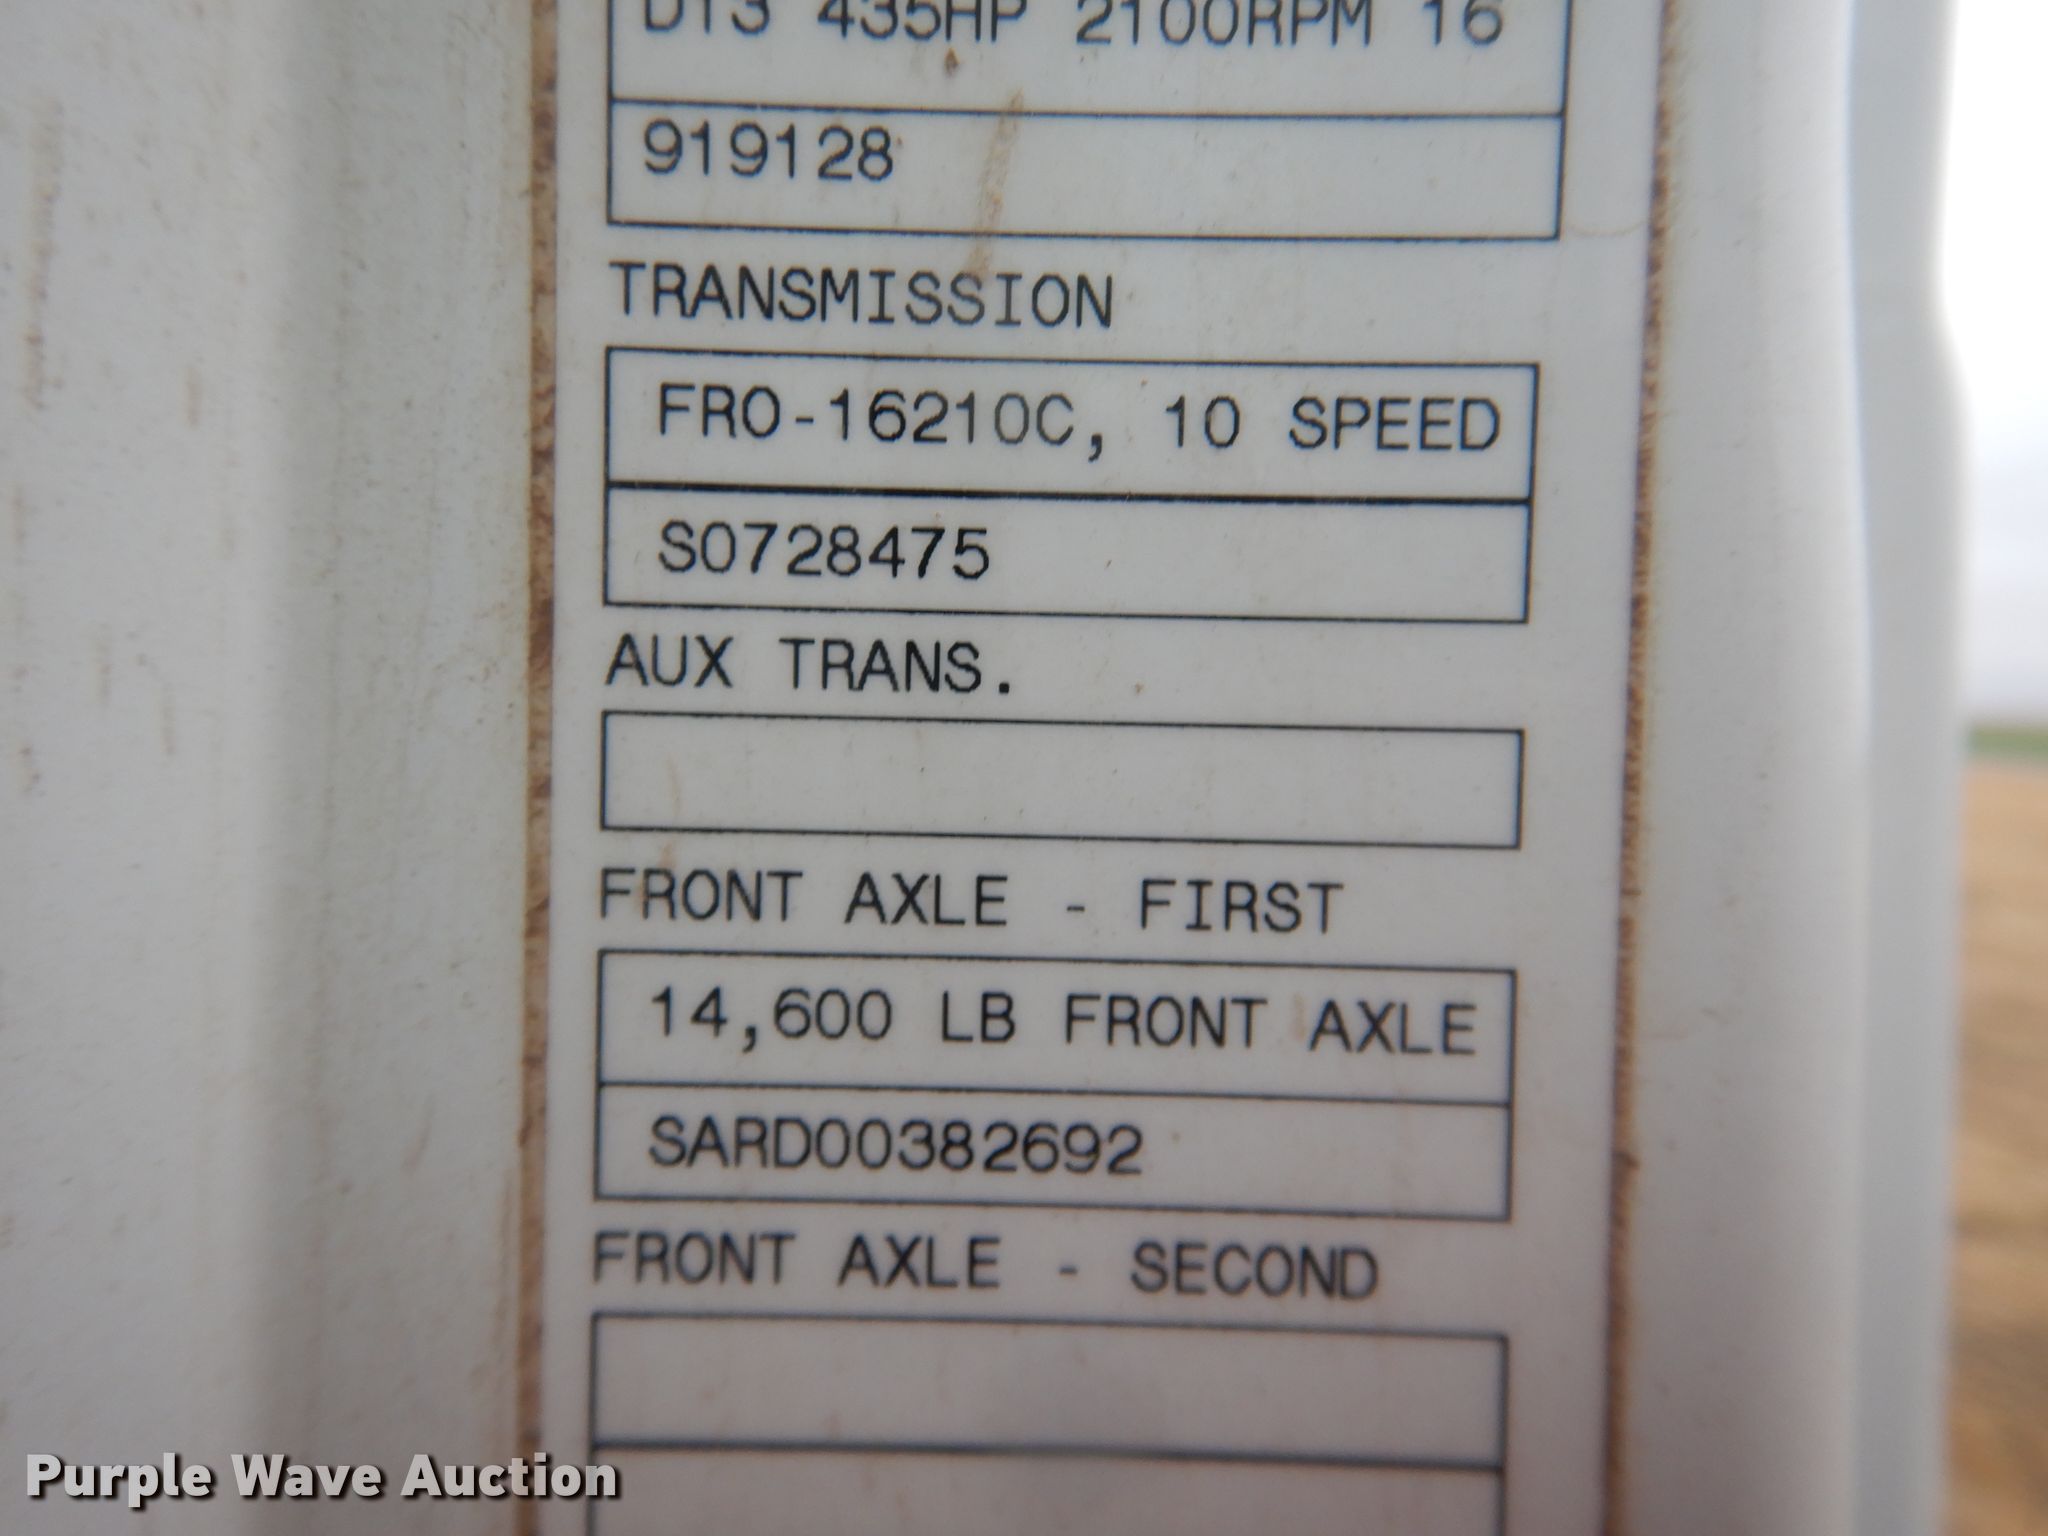 D13 435HP 2100RPM 16
919128
TRANSMISSION
FRO-16210C, 10 SPEED
S0728475
AUX TRANS.
FRONT AXLE - FIRST
14,600 LB FRONT AXLE
SARD00382692
FRONT AXLE - SECOND
Purple Wave Auction